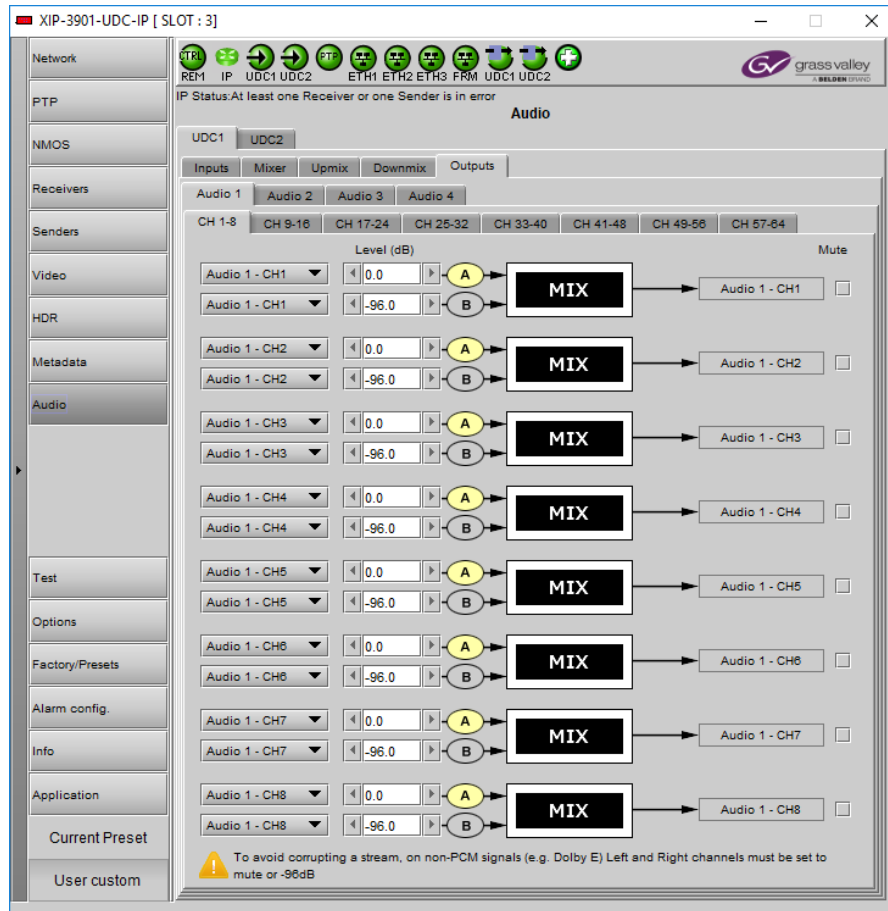 XIP-3901-UDC-IP [ SLOT : 3]
Network
PTP
NMOS
Receivers
Senders
Video
HDR
Metadata
Audio
Test
Options
Factory/Presets
Alarm config.
Info
Application
Current Preset
User custom
CTRL PTP
REM IP UDC1 UDC2 ETH1 ETH2 ETH3 FRM UDC1 UDC2
grass valley
A BELDEN BRAND
IP Status:At least one Receiver or one Sender is in error
Audio
UDC1 UDC2
Inputs Mixer Upmix Downmix Outputs
Audio 1 Audio 2 Audio 3 Audio 4
CH 1-8 CH 9-16 CH 17-24 CH 25-32 CH 33-40 CH 41-48 CH 49-56 CH 57-64
Level (dB) Mute
Audio 1 - CH1 0.0 A
MIX Audio 1 - CH1
Audio 1 - CH1 -96.0 B
Audio 1 - CH2 0.0 A
MIX Audio 1 - CH2
Audio 1 - CH2 -96.0 B
Audio 1 - CH3 0.0 A
MIX Audio 1 - CH3
Audio 1 - CH3 -96.0 B
Audio 1 - CH4 0.0 A
MIX Audio 1 - CH4
Audio 1 - CH4 -96.0 B
Audio 1 - CH5 0.0 A
MIX Audio 1 - CH5
Audio 1 - CH5 -96.0 B
Audio 1 - CH6 0.0 A
MIX Audio 1 - CH6
Audio 1 - CH6 -96.0 B
Audio 1 - CH7 0.0 A
MIX Audio 1 - CH7
Audio 1 - CH7 -96.0 B
Audio 1 - CH8 0.0 A
MIX Audio 1 - CH8
Audio 1 - CH8 -96.0 B
To avoid corrupting a stream, on non-PCM signals (e.g. Dolby E) Left and Right channels must be set to
mute or -96dB